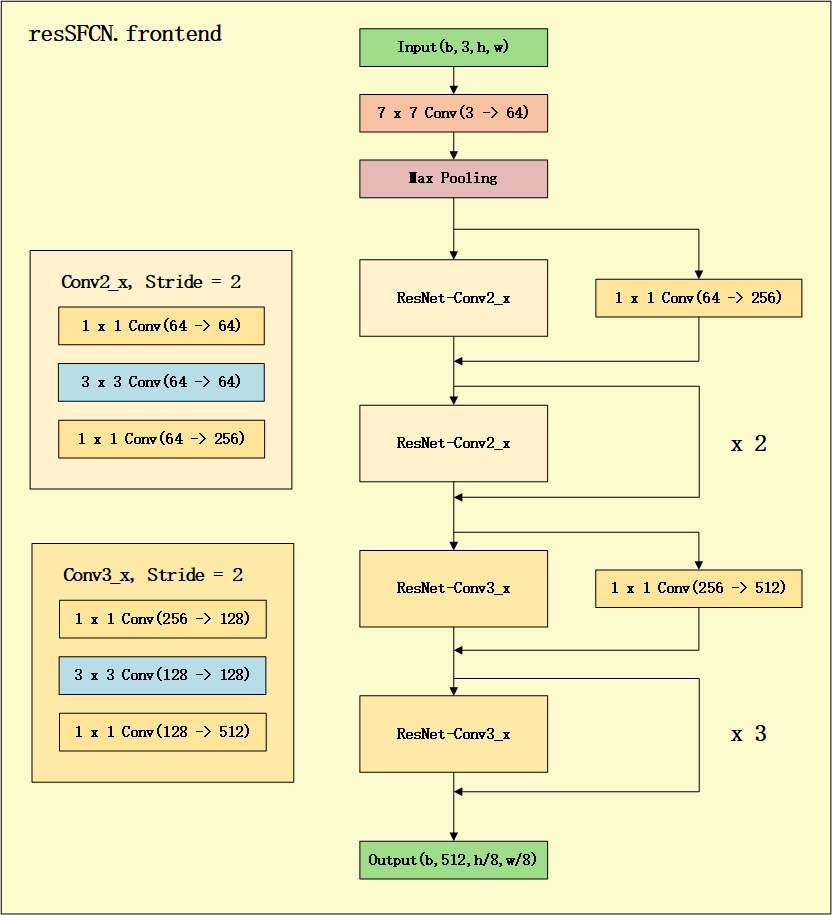 resSFCN.frontend
Input(b,3,h,w)
7 x 7 Conv(3 -> 64)
Max Pooling
ResNet-Conv2_x
1 x 1 Conv(64 -> 256)
Conv2_x, Stride = 2
1 x 1 Conv(64 -> 64)
3 x 3 Conv(64 -> 64)
1 x 1 Conv(64 -> 256)
ResNet-Conv2_x
x 2
Conv3_x, Stride = 2
1 x 1 Conv(256 -> 128)
3 x 3 Conv(128 -> 128)
1 x 1 Conv(128 -> 512)
ResNet-Conv3_x
1 x 1 Conv(256 -> 512)
ResNet-Conv3_x
x 3
Output(b,512,h/8,w/8)